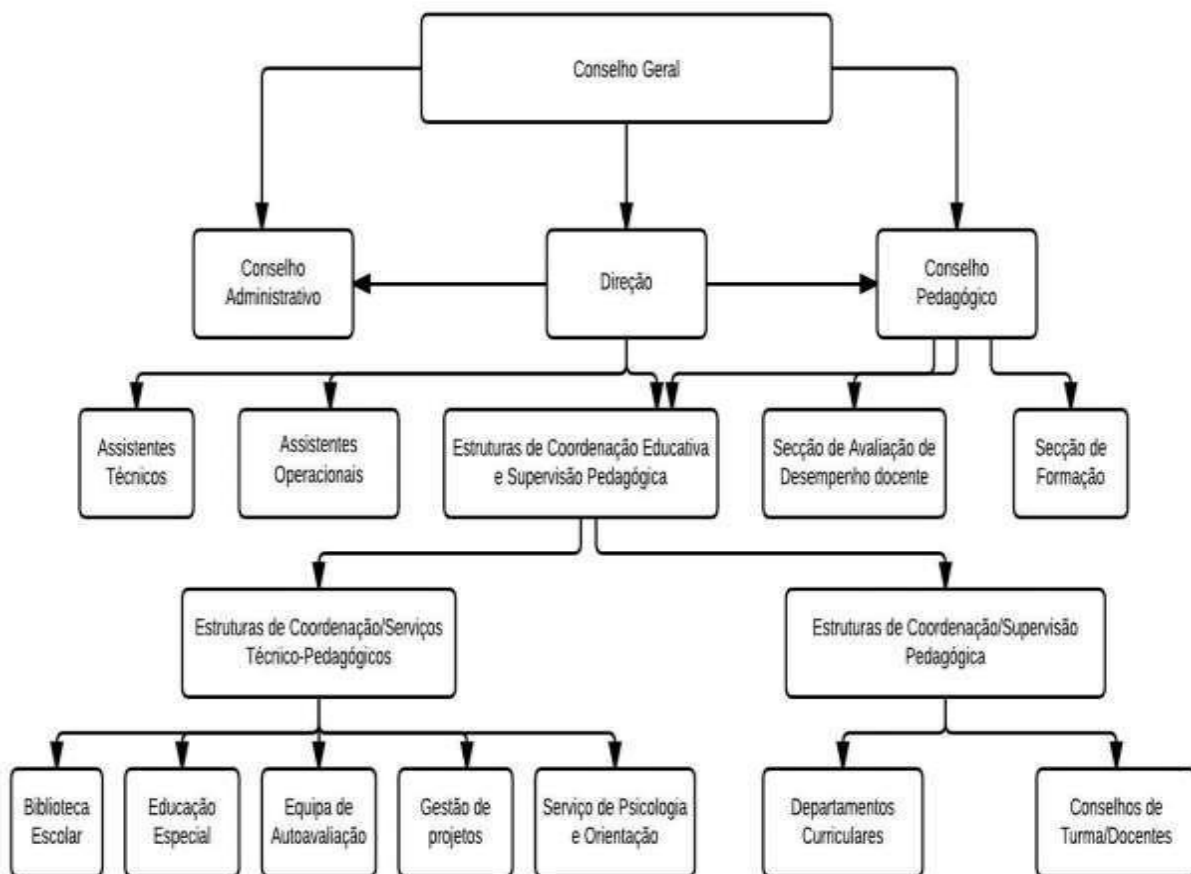 Conselho Geral
Conselho
Administrativo
Direção
Conselho
Pedagógico
Assistentes
Técnicos
Assistentes
Operacionais
Estruturas de Coordenação Educativa
e Supervisão Pedagógica
Secção de Avaliação de
Desempenho docente
Secção de
Formação
Estruturas de Coordenação/Serviços
Técnico-Pedagógicos
Estruturas de Coordenação/Supervisão
Pedagógica
Biblioteca
Escolar
Educação
Especial
Equipa de
Autoavaliação
Gestão de
projetos
Serviço de Psicologia
e Orientação
Departamentos
Curriculares
Conselhos de
Turma/Docentes